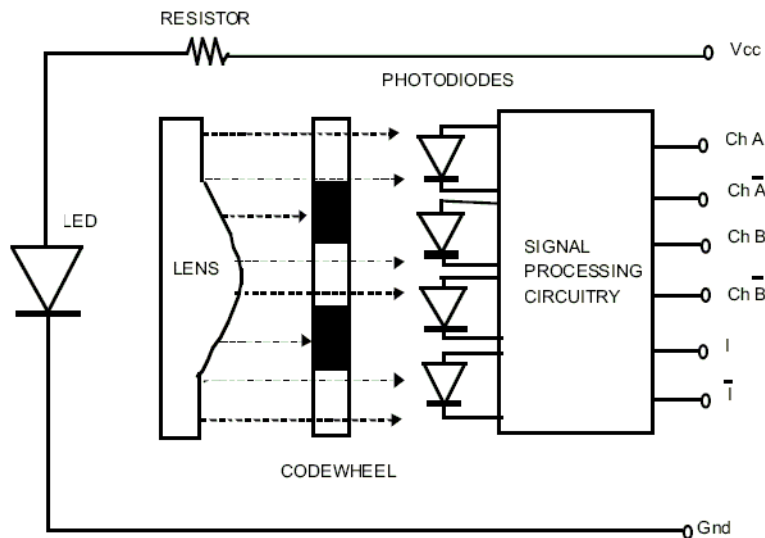 RESISTOR
Vcc
PHOTODIODES
Ch A
Ch A̅
LED
Ch B
LENS
SIGNAL
PROCESSING
CIRCUITRY
Ch B̅
I
I̅
CODEWHEEL
Gnd